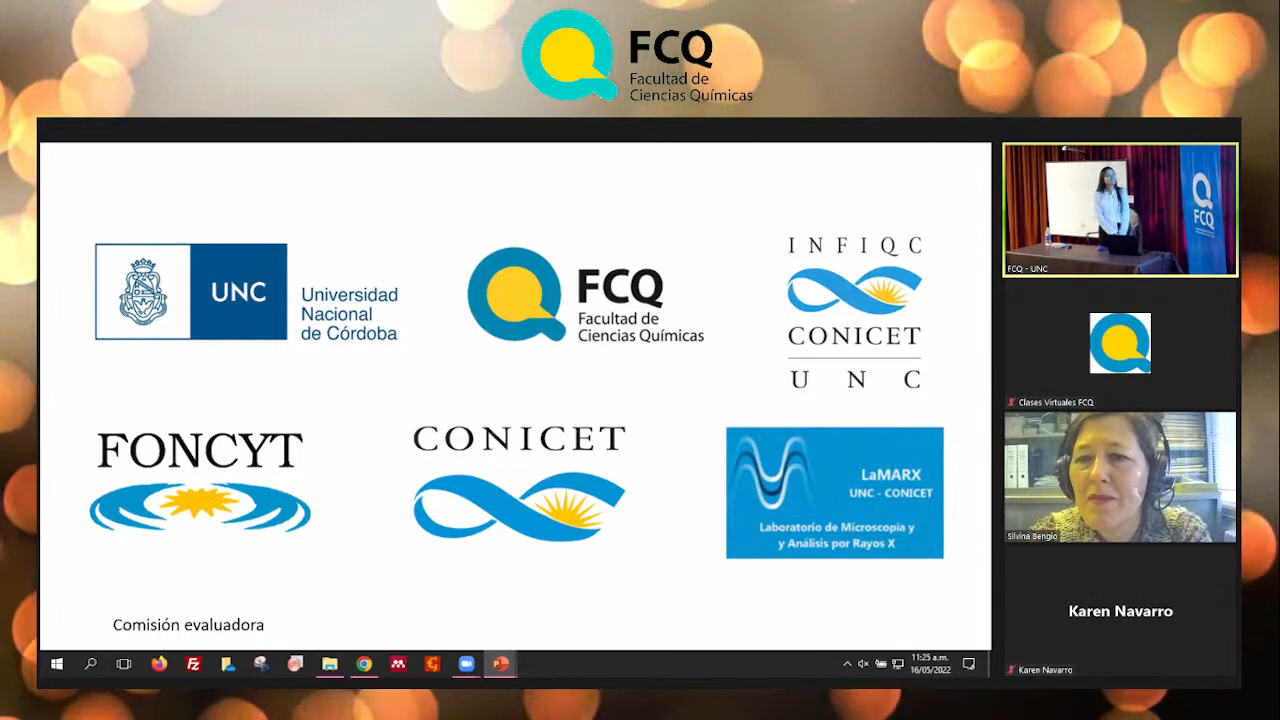 FCQ
Facultad de
Ciencias Químicas
UNC
Universidad
Nacional
de Córdoba
FCQ
Facultad de
Ciencias Químicas
INFIQC
CONICET
UNC
FONCYT
CONICET
LaMARX
UNC - CONICET
Laboratorio de Microscopia y
y Análisis por Rayos X
Comisión evaluadora
FCQ
FCQ - UNC
Clases Virtuales FCQ
Silvina Bengio
Karen Navarro
Karen Navarro
11:25 a.m.
16/05/2022